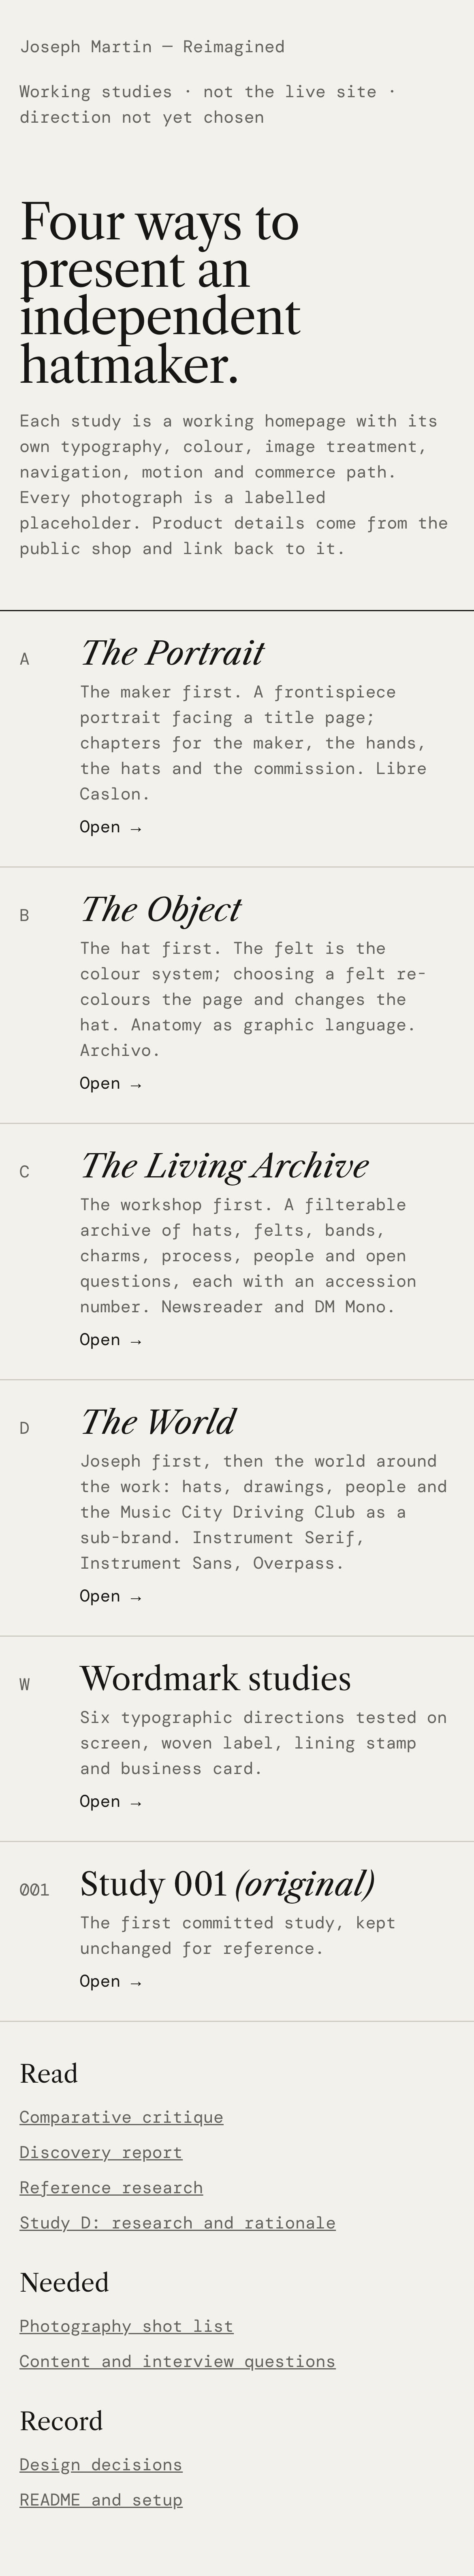 Joseph Martin — Reimagined
Working studies · not the live site ·
direction not yet chosen
Four ways to
present an
independent
hatmaker.
Each study is a working homepage with its
own typography, colour, image treatment,
navigation, motion and commerce path.
Every photograph is a labelled
placeholder. Product details come from the
public shop and link back to it.
A
The Portrait
The maker first. A frontispiece
portrait facing a title page;
chapters for the maker, the hands,
the hats and the commission. Libre
Caslon.
Open →
B
The Object
The hat first. The felt is the
colour system; choosing a felt re-
colours the page and changes the
hat. Anatomy as graphic language.
Archivo.
Open →
C
The Living Archive
The workshop first. A filterable
archive of hats, felts, bands,
charms, process, people and open
questions, each with an accession
number. Newsreader and DM Mono.
Open →
D
The World
Joseph first, then the world around
the work: hats, drawings, people and
the Music City Driving Club as a
sub-brand. Instrument Serif,
Instrument Sans, Overpass.
Open →
W
Wordmark studies
Six typographic directions tested on
screen, woven label, lining stamp
and business card.
Open →
001
Study 001 (original)
The first committed study, kept
unchanged for reference.
Open →
Read
Comparative critique
Discovery report
Reference research
Study D: research and rationale
Needed
Photography shot list
Content and interview questions
Record
Design decisions
README and setup